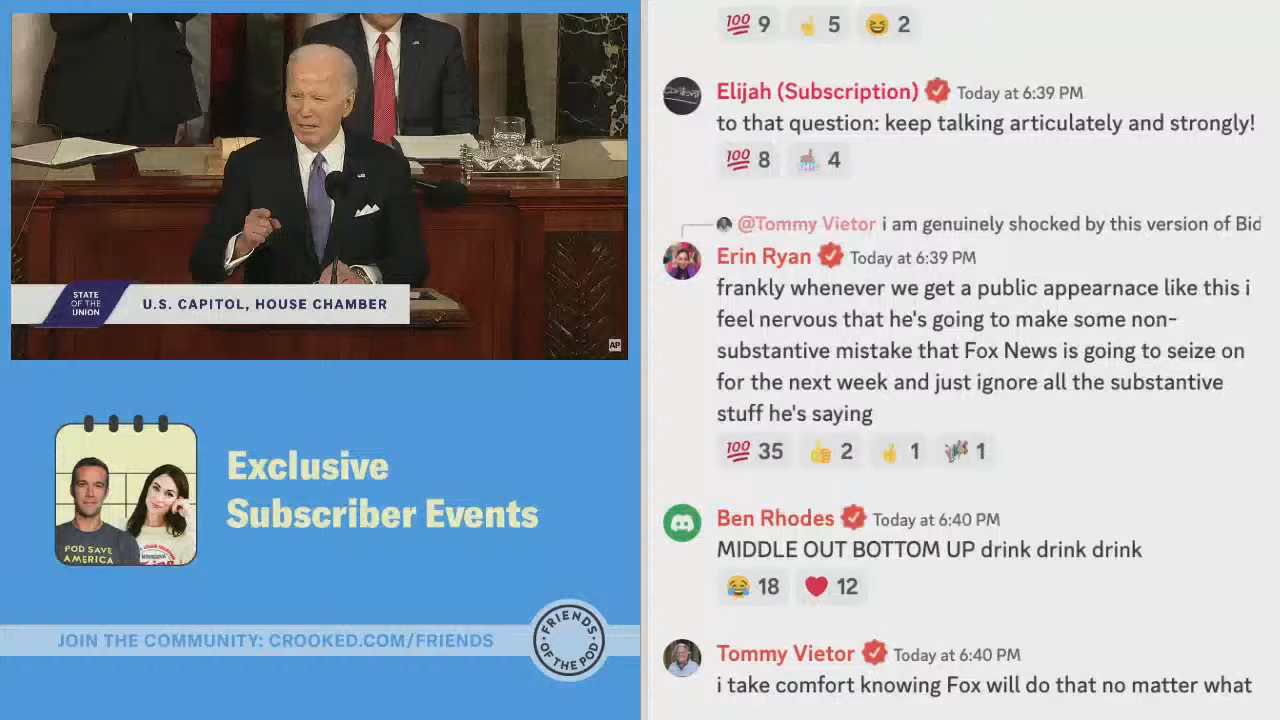 STATE
OF THE
UNION
U.S. CAPITOL, HOUSE CHAMBER
AP
POD SAVE
AMERICA
Exclusive
Subscriber Events
JOIN THE COMMUNITY: CROOKED.COM/FRIENDS
FRIENDS
OF THE POD
100 9 5 2
Elijah (Subscription) Today at 6:39 PM
to that question: keep talking articulately and strongly!
100 8 4
@Tommy Vietor i am genuinely shocked by this version of Bid
Erin Ryan Today at 6:39 PM
frankly whenever we get a public appearnace like this i
feel nervous that he's going to make some non-
substantive mistake that Fox News is going to seize on
for the next week and just ignore all the substantive
stuff he's saying
100 35 2 1 1
Ben Rhodes Today at 6:40 PM
MIDDLE OUT BOTTOM UP drink drink drink
18 12
Tommy Vietor Today at 6:40 PM
i take comfort knowing Fox will do that no matter what